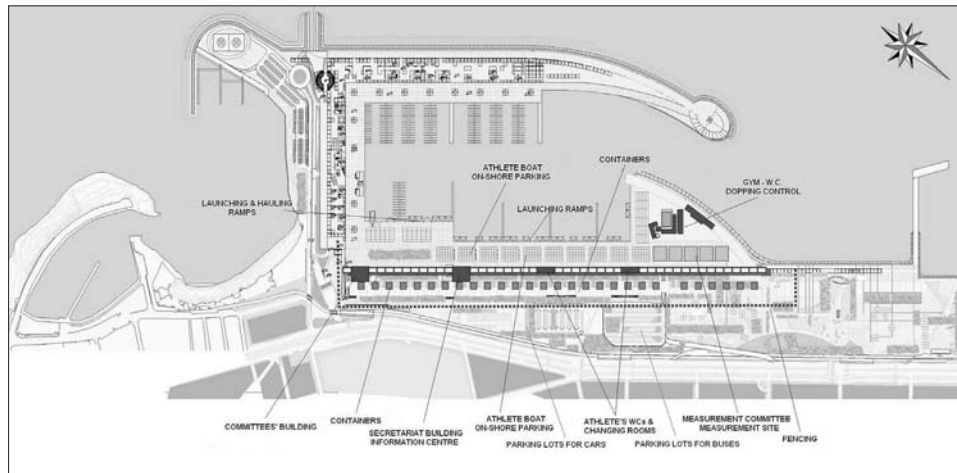 CONTAINERS
ATHLETE BOAT
ON-SHORE PARKING
GYM - W.C.
DOPPING CONTROL
LAUNCHING & HAULING
RAMPS
LAUNCHING RAMPS
COMMITTEES' BUILDING
CONTAINERS
SECRETARIAT BUILDING
INFORMATION CENTRE
ATHLETE BOAT
ON-SHORE PARKING
PARKING LOTS FOR CARS
ATHLETE'S WCs &
CHANGING ROOMS
PARKING LOTS FOR BUSES
MEASUREMENT COMMITTEE
MEASUREMENT SITE
FENCING